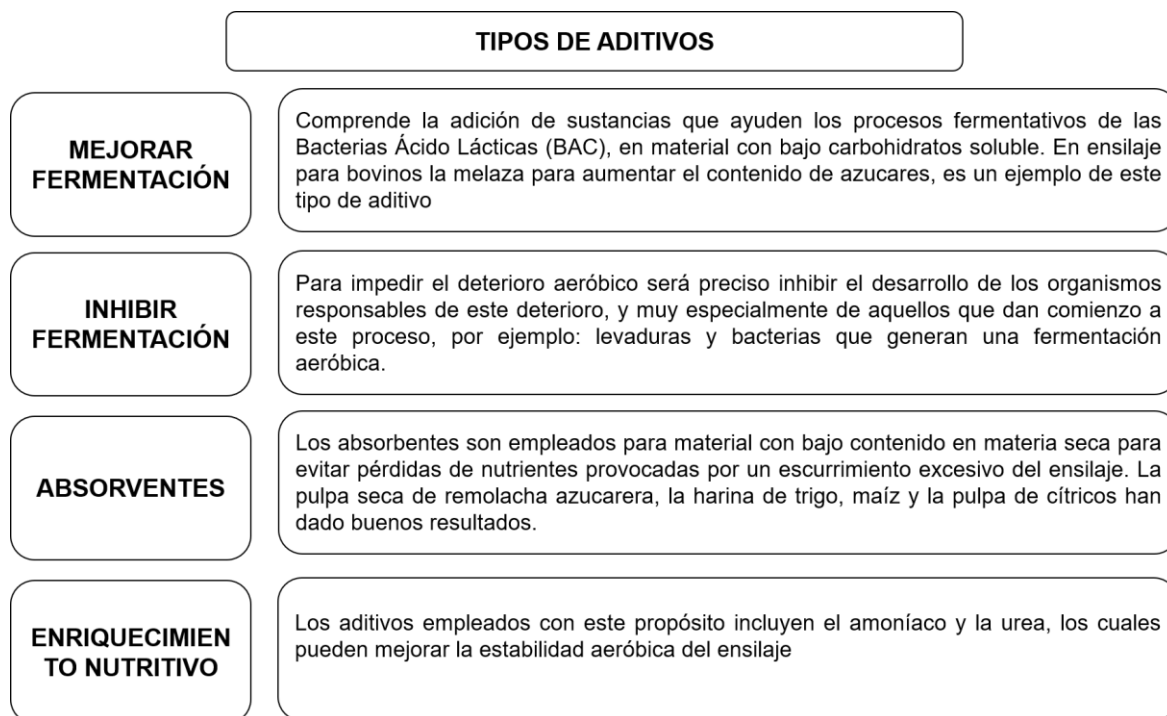 TIPOS DE ADITIVOS
MEJORAR
FERMENTACIÓN
Comprende la adición de sustancias que ayuden los procesos fermentativos de las
Bacterias Ácido Lácticas (BAC), en material con bajo carbohidratos soluble. En ensilaje
para bovinos la melaza para aumentar el contenido de azucares, es un ejemplo de este
tipo de aditivo
INHIBIR
FERMENTACIÓN
Para impedir el deterioro aeróbico será preciso inhibir el desarrollo de los organismos
responsables de este deterioro, y muy especialmente de aquellos que dan comienzo a
este proceso, por ejemplo: levaduras y bacterias que generan una fermentación
aeróbica.
ABSORVENTES
Los absorbentes son empleados para material con bajo contenido en materia seca para
evitar pérdidas de nutrientes provocadas por un escurrimiento excesivo del ensilaje. La
pulpa seca de remolacha azucarera, la harina de trigo, maíz y la pulpa de cítricos han
dado buenos resultados.
ENRIQUECIMIEN
TO NUTRITIVO
Los aditivos empleados con este propósito incluyen el amoníaco y la urea, los cuales
pueden mejorar la estabilidad aeróbica del ensilaje